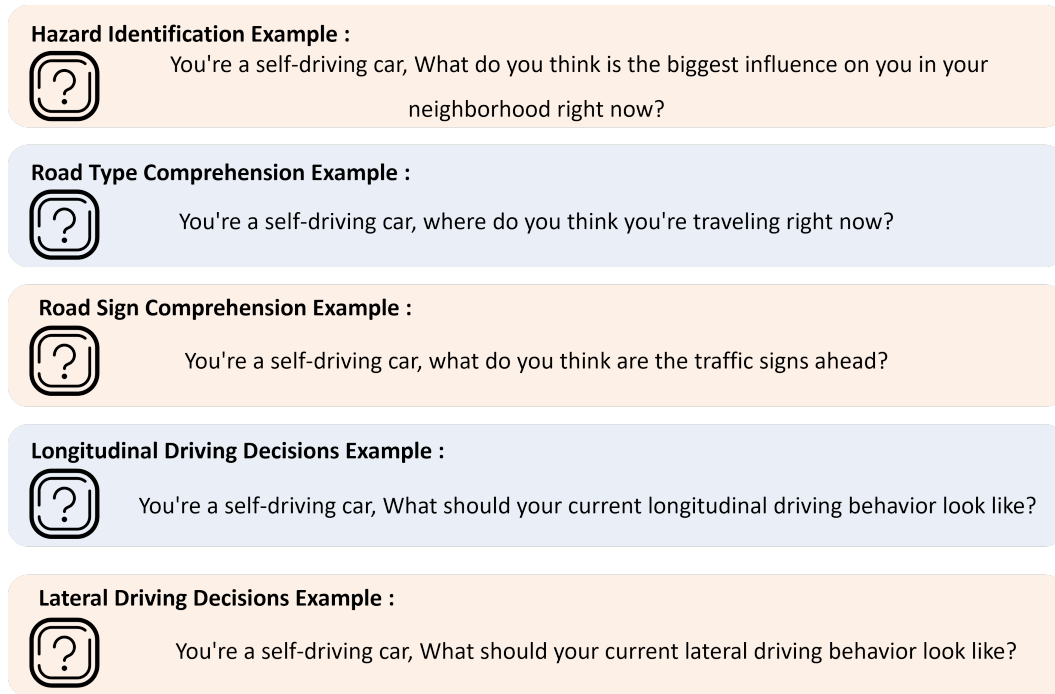 Hazard Identification Example :
You're a self-driving car, What do you think is the biggest influence on you in your
neighborhood right now?
Road Type Comprehension Example :
You're a self-driving car, where do you think you're traveling right now?
Road Sign Comprehension Example :
You're a self-driving car, what do you think are the traffic signs ahead?
Longitudinal Driving Decisions Example :
You're a self-driving car, What should your current longitudinal driving behavior look like?
Lateral Driving Decisions Example :
You're a self-driving car, What should your current lateral driving behavior look like?